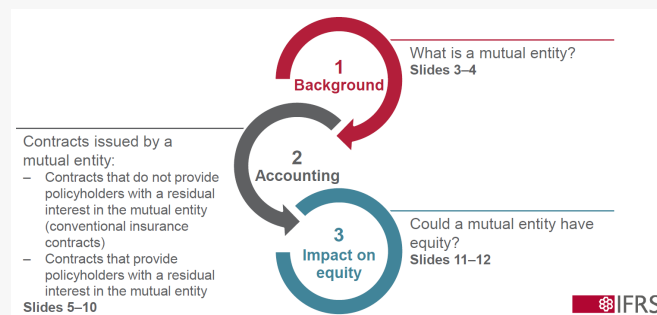 1
Background
What is a mutual entity?
Slides 3–4
2
Accounting
Contracts issued by a
mutual entity:
– Contracts that do not provide
policyholders with a residual
interest in the mutual entity
(conventional insurance
contracts)
– Contracts that provide
policyholders with a residual
interest in the mutual entity
Slides 5–10
3
Impact on
equity
Could a mutual entity have
equity?
Slides 11–12
IFRS